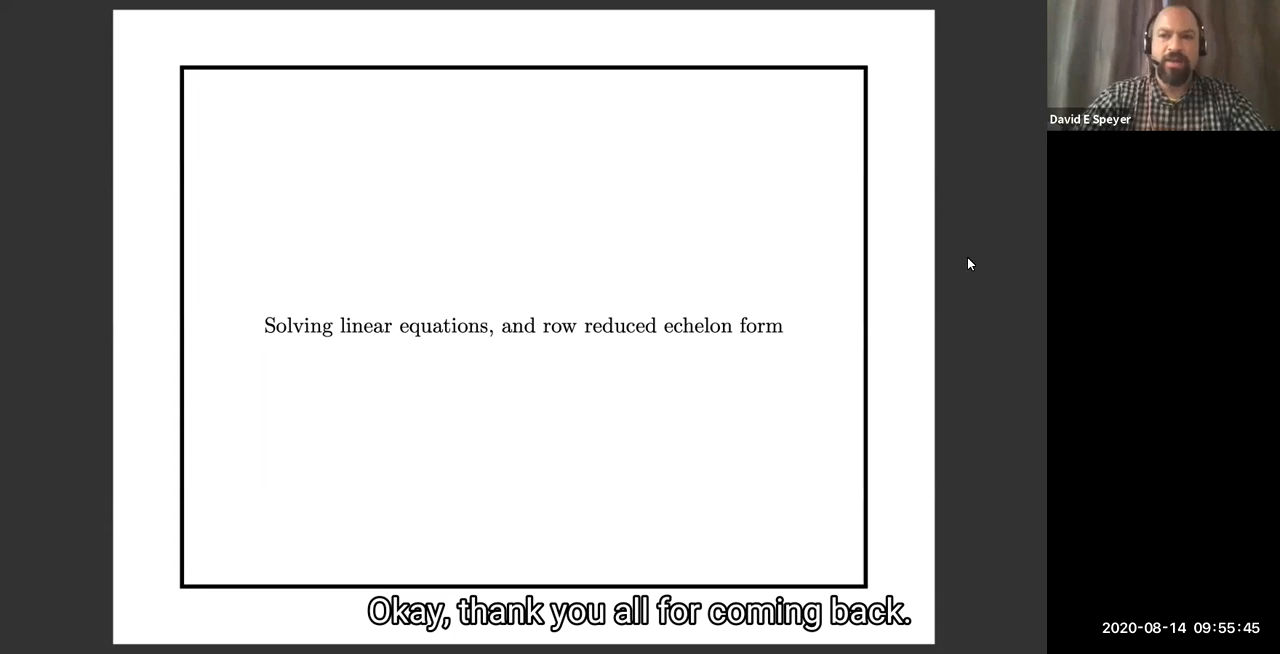 David E Speyer
Solving linear equations, and row reduced echelon form
Okay, thank you all for coming back.
2020-08-14 09:55:45